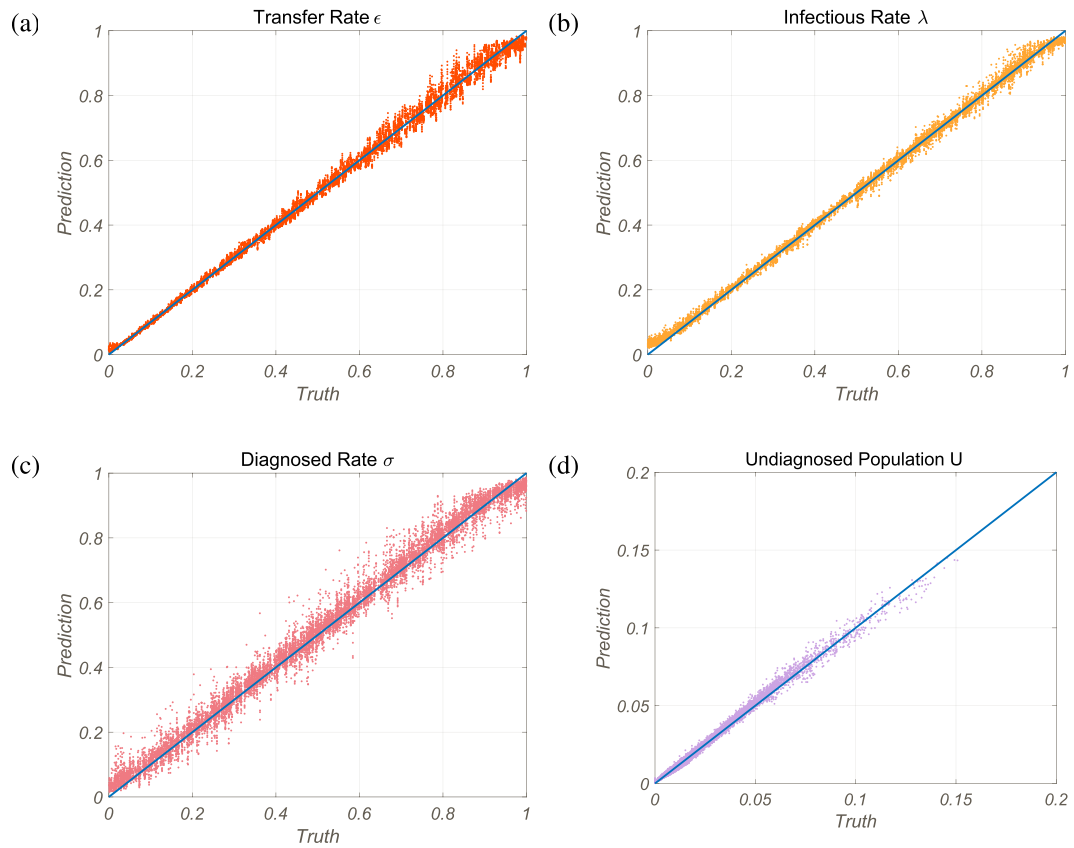 (a)
Transfer Rate ϵ
1
0.8
0.6
0.4
0.2
0
Prediction
0 0.2 0.4 0.6 0.8 1
Truth
(b)
Infectious Rate λ
1
0.8
0.6
0.4
0.2
0
Prediction
0 0.2 0.4 0.6 0.8 1
Truth
(c)
Diagnosed Rate σ
1
0.8
0.6
0.4
0.2
0
Prediction
0 0.2 0.4 0.6 0.8 1
Truth
(d)
Undiagnosed Population U
0.2
0.15
0.1
0.05
0
Prediction
0 0.05 0.1 0.15 0.2
Truth